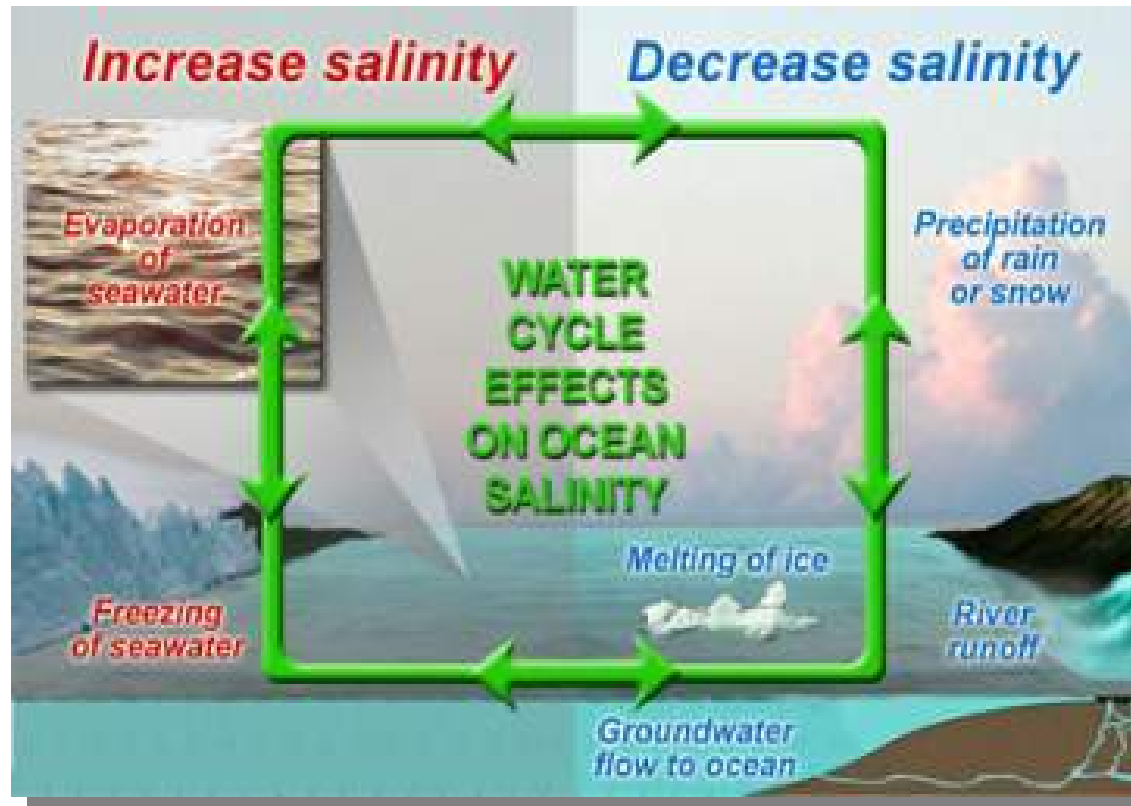 Increase salinity
Decrease salinity
Evaporation
of
seawater
Precipitation
of rain
or snow
WATER
CYCLE
EFFECTS
ON OCEAN
SALINITY
Melting of ice
Freezing
of seawater
River
runoff
Groundwater
flow to ocean